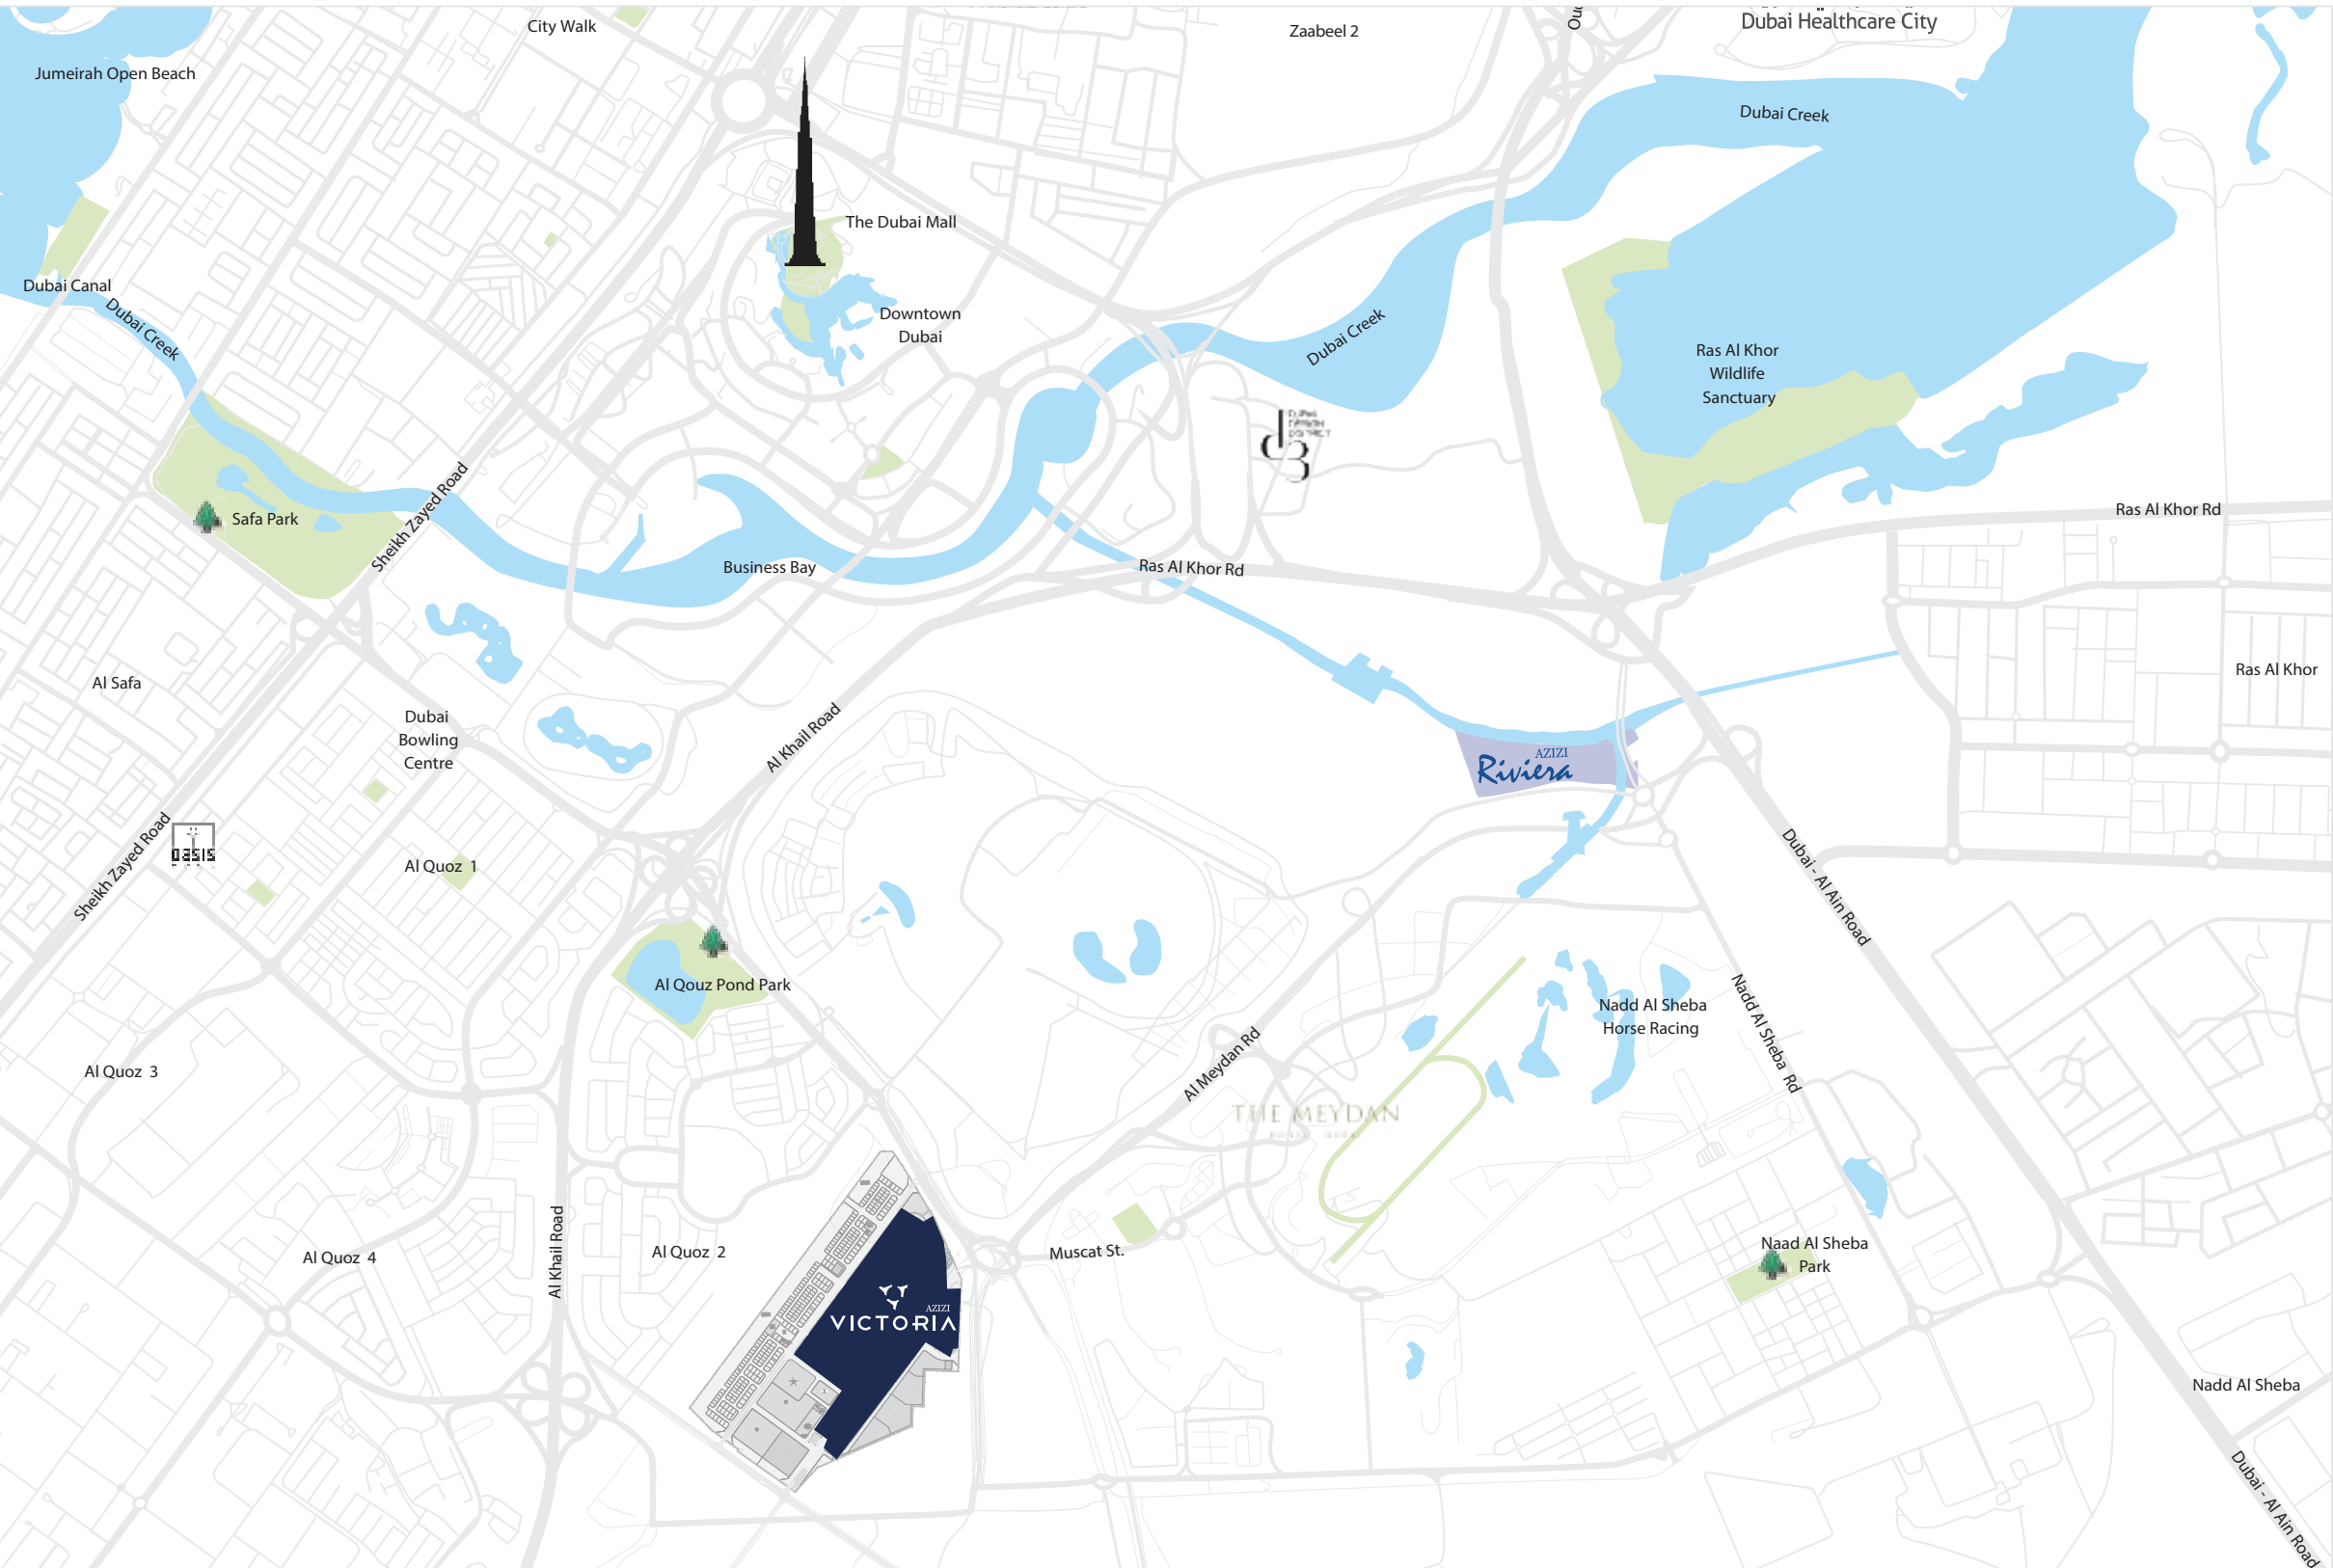 City Walk
Zaabeel 2
Dubai Healthcare City
Jumeirah Open Beach
Dubai Creek
The Dubai Mall
Dubai Canal
Dubai Creek
Downtown
Dubai
Dubai Creek
Ras Al Khor
Wildlife
Sanctuary
d3
Safa Park
Sheikh Zayed Road
Ras Al Khor Rd
Business Bay
Ras Al Khor Rd
Al Safa
Ras Al Khor
Dubai
Bowling
Centre
Al Khail Road
AZIZI
Riviera
Sheikh Zayed Road
Al Quoz 1
Dubai - Al Ain Road
Al Qouz Pond Park
Nadd Al Sheba
Horse Racing
Nadd Al Sheba Rd
Al Quoz 3
Al Meydan Rd
THE MEYDAN
Al Quoz 4
Al Khail Road
Al Quoz 2
Muscat St.
Naad Al Sheba
Park
AZIZI
VICTORIA
Nadd Al Sheba
Dubai - Al Ain Road